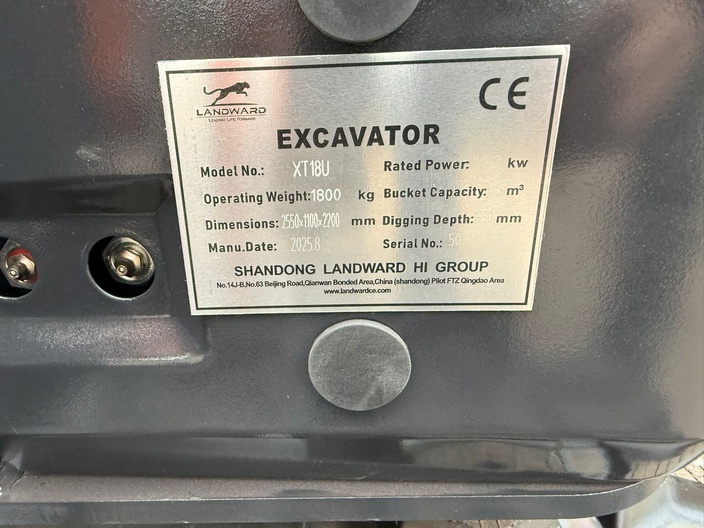 LANDWARD
LEADING LIFE FORWARD
CE
EXCAVATOR
Model No.: XT18U Rated Power: kw
Operating Weight: 1800 kg Bucket Capacity: m³
Dimensions: 2550×1100×2200 mm Digging Depth: mm
Manu.Date: 2025.8 Serial No.:
SHANDONG LANDWARD HI GROUP
No.14J-B,No.63 Beijing Road,Qianwan Bonded Area,China (shandong) Pilot FTZ Qingdao Area
www.landwardce.com